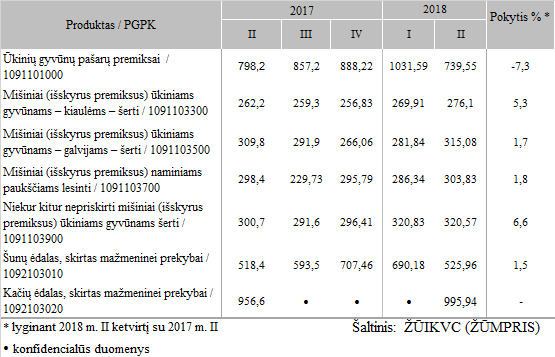 Produktas / PGPK 2017 2018 Pokytis % *
II III IV I II
Ūkinių gyvūnų pašarų premiksai /
1091101000 798,2 857,2 888,22 1031,59 739,55 -7,3
Mišiniai (išskyrus premiksus) ūkiniams
gyvūnams – kiaulėms – šerti / 1091103300 262,2 259,3 256,83 269,91 276,1 5,3
Mišiniai (išskyrus premiksus) ūkiniams
gyvūnams – galvijams – šerti / 1091103500 309,8 291,9 266,06 281,84 315,08 1,7
Mišiniai (išskyrus premiksus) naminiams
paukščiams lesinti / 1091103700 298,4 229,73 295,79 286,34 303,83 1,8
Niekur kitur nepriskirti mišiniai (išskyrus
premiksus) ūkiniams gyvūnams šerti /
1091103900 300,7 291,6 296,41 320,83 320,57 6,6
Šunų ėdalas, skirtas mažmeninei prekybai /
1092103010 518,4 593,5 707,46 690,18 525,96 1,5
Kačių ėdalas, skirtas mažmeninei prekybai /
1092103020 956,6 • • • 995,94 -
* lyginant 2018 m. II ketvirtį su 2017 m. II Šaltinis: ŽŪIKVC (ŽŪMPRIS)
• konfidencialūs duomenys